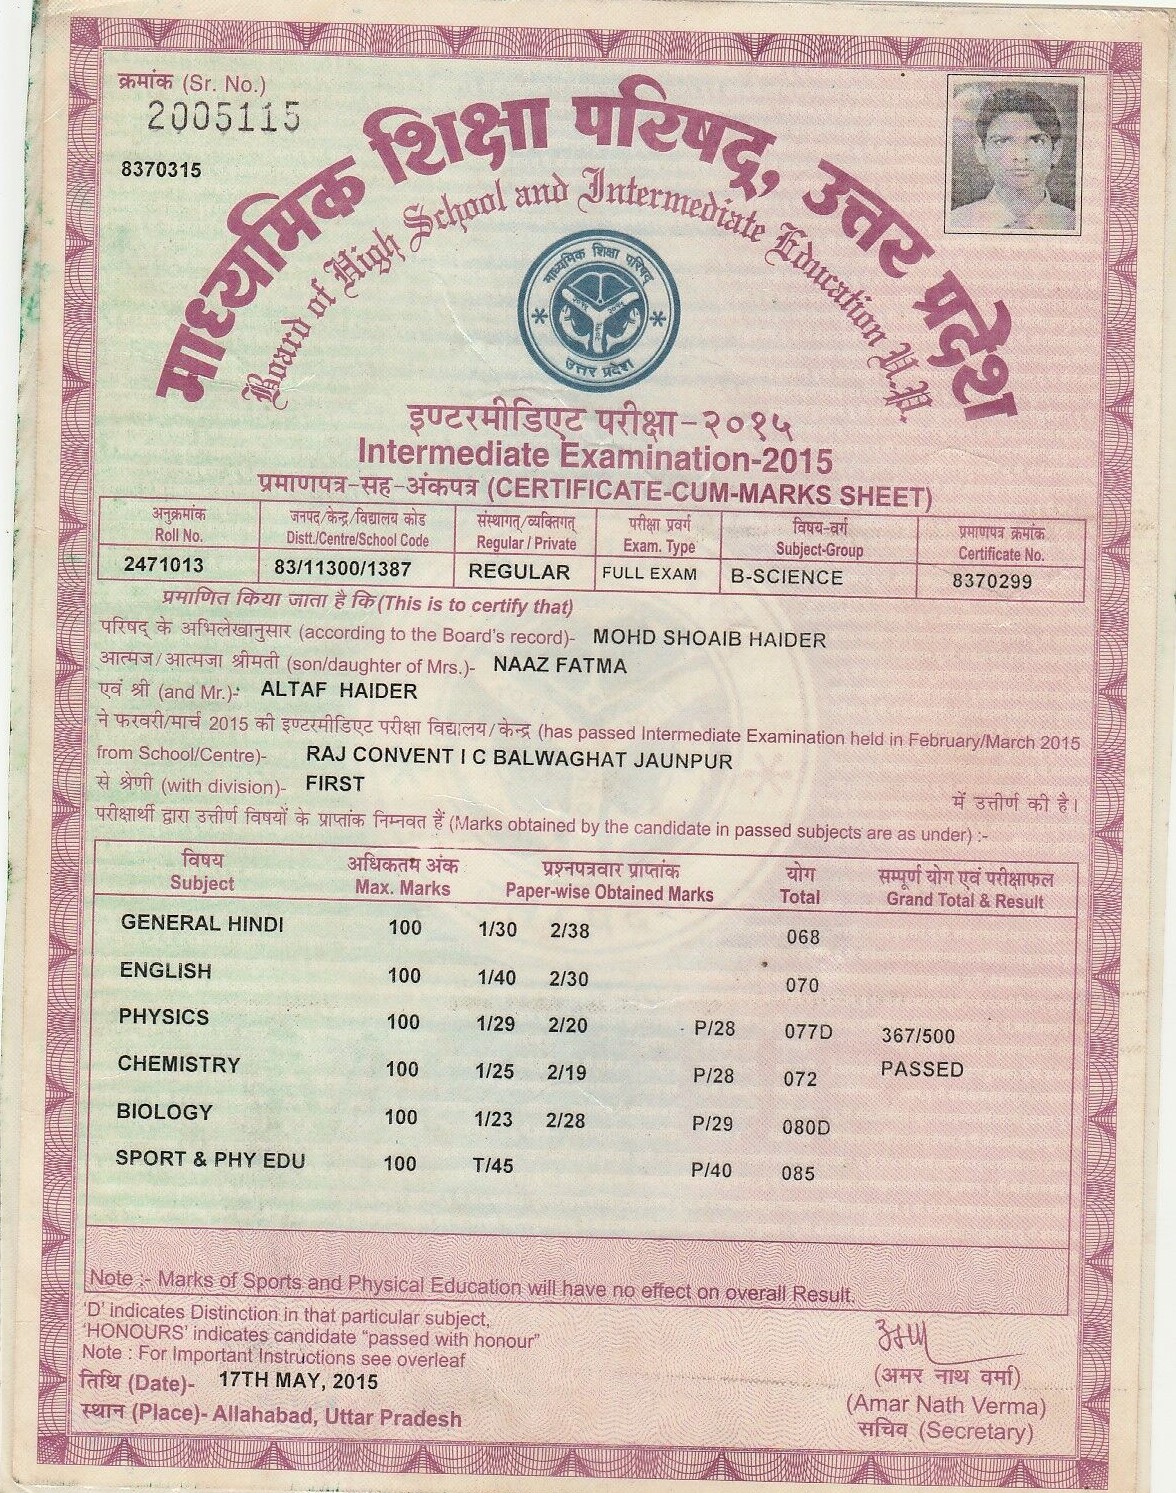 क्रमांक (Sr. No.)
2005115
8370315
माध्यमिक शिक्षा परिषद्, उत्तर प्रदेश
Board of High School and Intermediate Education U.P.
माध्यमिक शिक्षा परिषद्
उत्तर प्रदेश
इण्टरमीडिएट परीक्षा-२०१५
Intermediate Examination-2015
प्रमाणपत्र-सह-अंकपत्र (CERTIFICATE-CUM-MARKS SHEET)
अनुक्रमांक जनपद/केन्द्र/विद्यालय कोड संस्थागत्/व्यक्तिगत् परीक्षा प्रवर्ग विषय-वर्ग प्रमाणपत्र क्रमांक
Roll No. Distt./Centre/School Code Regular / Private Exam. Type Subject-Group Certificate No.
2471013 83/11300/1387 REGULAR FULL EXAM B-SCIENCE 8370299
प्रमाणित किया जाता है कि (This is to certify that)
परिषद् के अभिलेखानुसार (according to the Board's record)- MOHD SHOAIB HAIDER
आत्मज/आत्मजा श्रीमती (son/daughter of Mrs.)- NAAZ FATMA
एवं श्री (and Mr.)- ALTAF HAIDER
ने फरवरी/मार्च 2015 की इण्टरमीडिएट परीक्षा विद्यालय/केन्द्र (has passed Intermediate Examination held in February/March 2015
from School/Centre)- RAJ CONVENT I C BALWAGHAT JAUNPUR
से श्रेणी (with division)- FIRST में उत्तीर्ण की है।
परीक्षार्थी द्वारा उत्तीर्ण विषयों के प्राप्तांक निम्नवत हैं (Marks obtained by the candidate in passed subjects are as under) :-
विषय अधिकतम अंक प्रश्नपत्रवार प्राप्तांक योग सम्पूर्ण योग एवं परीक्षाफल
Subject Max. Marks Paper-wise Obtained Marks Total Grand Total & Result
GENERAL HINDI 100 1/30 2/38 068
ENGLISH 100 1/40 2/30 070
PHYSICS 100 1/29 2/20 P/28 077D 367/500
CHEMISTRY 100 1/25 2/19 P/28 072 PASSED
BIOLOGY 100 1/23 2/28 P/29 080D
SPORT & PHY EDU 100 T/45 P/40 085
Note :- Marks of Sports and Physical Education will have no effect on overall Result.
'D' indicates Distinction in that particular subject,
'HONOURS' indicates candidate "passed with honour"
Note : For Important Instructions see overleaf
तिथि (Date)- 17TH MAY, 2015
स्थान (Place)- Allahabad, Uttar Pradesh
(अमर नाथ वर्मा)
(Amar Nath Verma)
सचिव (Secretary)